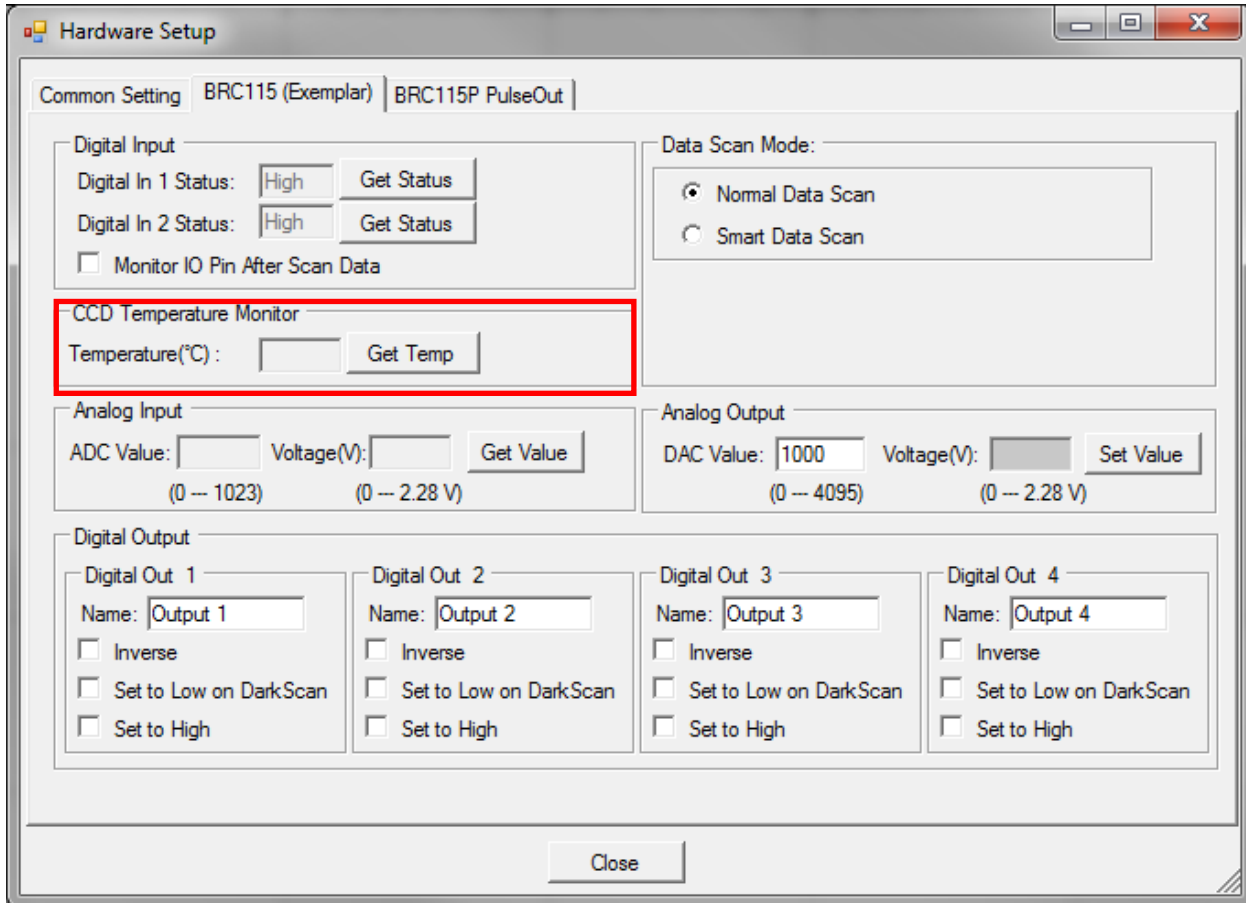 Hardware Setup
Common Setting BRC115 (Exemplar) BRC115P PulseOut
Digital Input
Digital In 1 Status: High Get Status
Digital In 2 Status: High Get Status
Monitor IO Pin After Scan Data
Data Scan Mode:
Normal Data Scan
Smart Data Scan
CCD Temperature Monitor
Temperature(°C) : Get Temp
Analog Input
ADC Value: Voltage(V): Get Value
(0 --- 1023) (0 --- 2.28 V)
Analog Output
DAC Value: 1000 Voltage(V): Set Value
(0 --- 4095) (0 --- 2.28 V)
Digital Output
Digital Out 1
Name: Output 1
Inverse
Set to Low on DarkScan
Set to High
Digital Out 2
Name: Output 2
Inverse
Set to Low on DarkScan
Set to High
Digital Out 3
Name: Output 3
Inverse
Set to Low on DarkScan
Set to High
Digital Out 4
Name: Output 4
Inverse
Set to Low on DarkScan
Set to High
Close